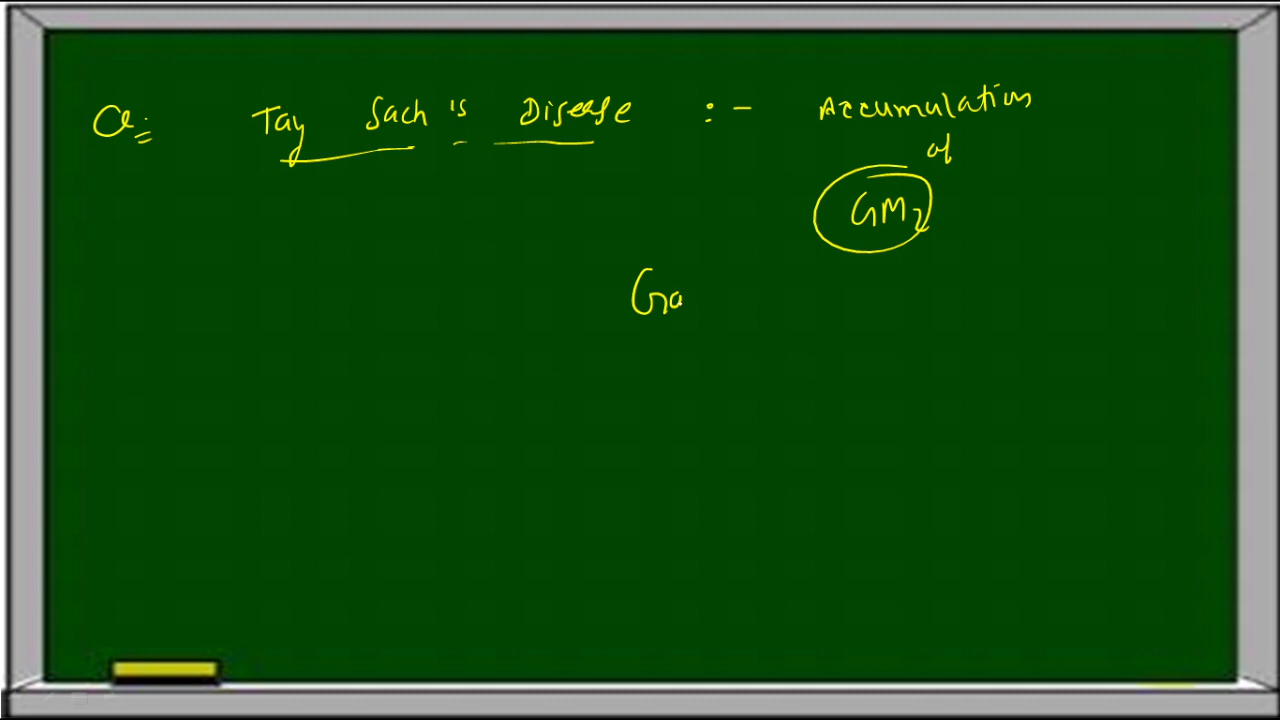 Q: Tay Sach's Disease :- Accumulation
of
GM2
Ga